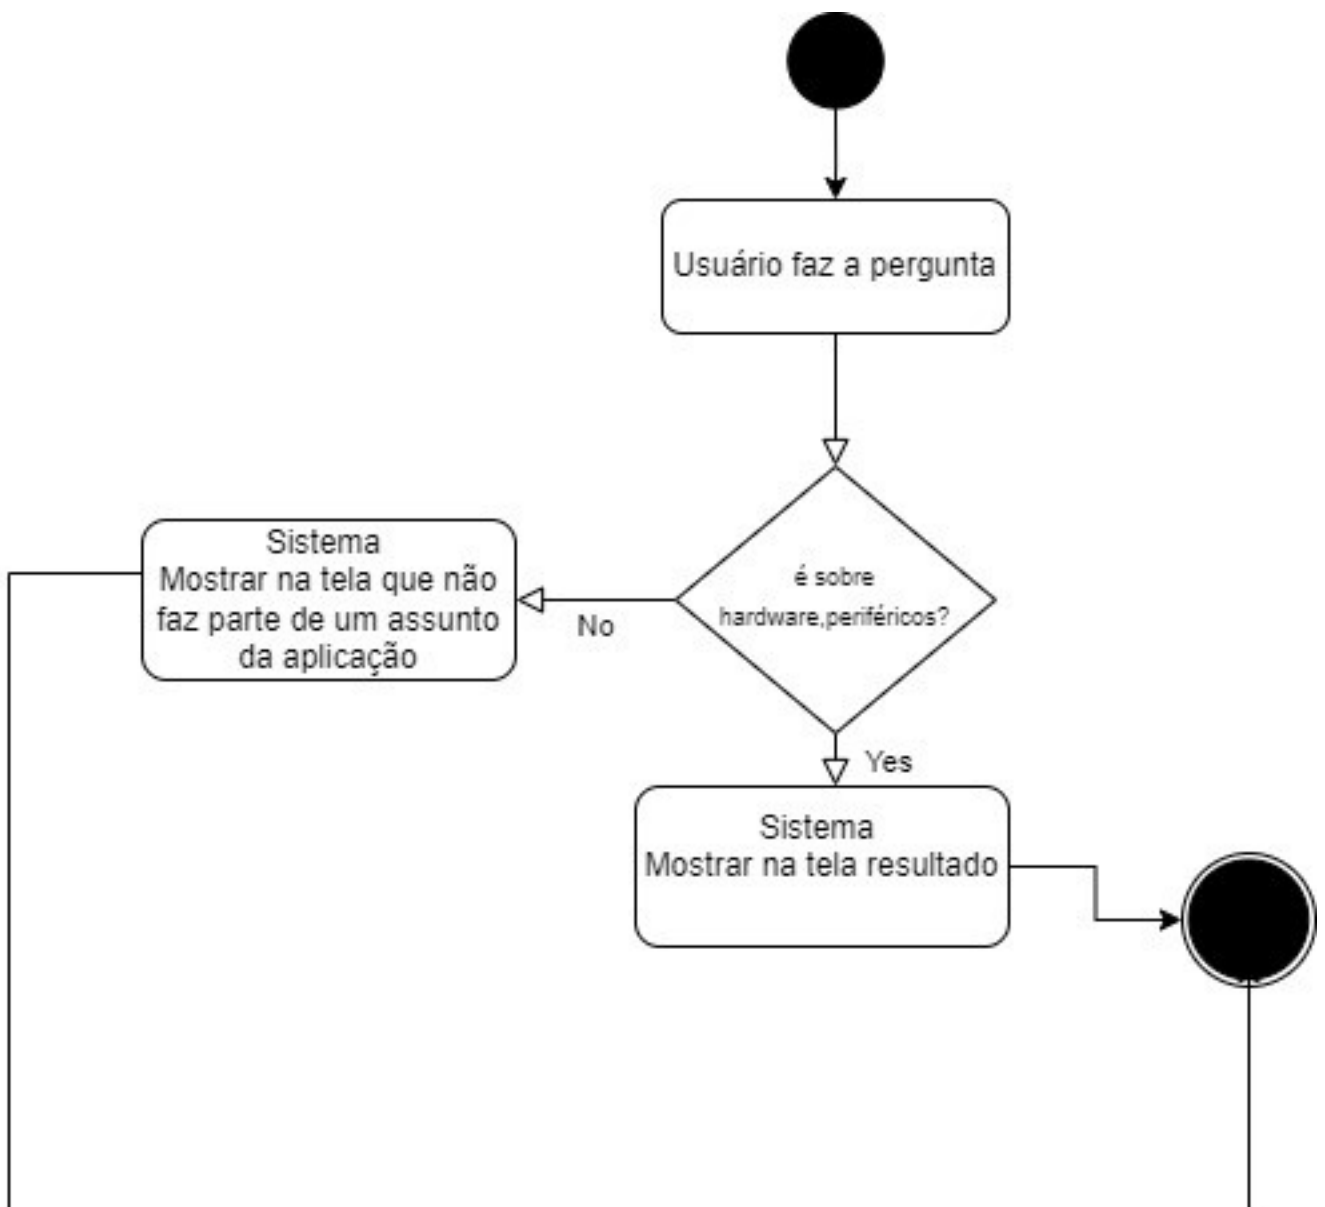 Usuário faz a pergunta
Sistema
Mostrar na tela que não
faz parte de um assunto
da aplicação
No
é sobre
hardware,periféricos?
Yes
Sistema
Mostrar na tela resultado